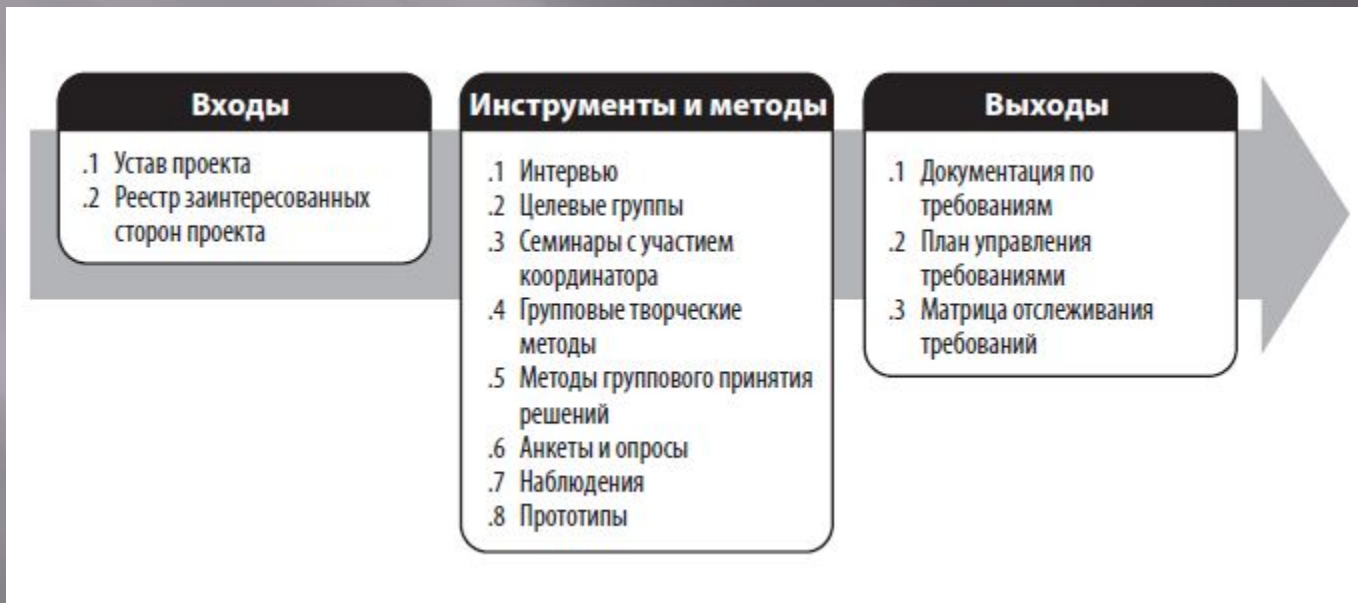 Входы
.1 Устав проекта
.2 Реестр заинтересованных
сторон проекта
Инструменты и методы
.1 Интервью
.2 Целевые группы
.3 Семинары с участием
координатора
.4 Групповые творческие
методы
.5 Методы группового принятия
решений
.6 Анкеты и опросы
.7 Наблюдения
.8 Прототипы
Выходы
.1 Документация по
требованиям
.2 План управления
требованиями
.3 Матрица отслеживания
требований